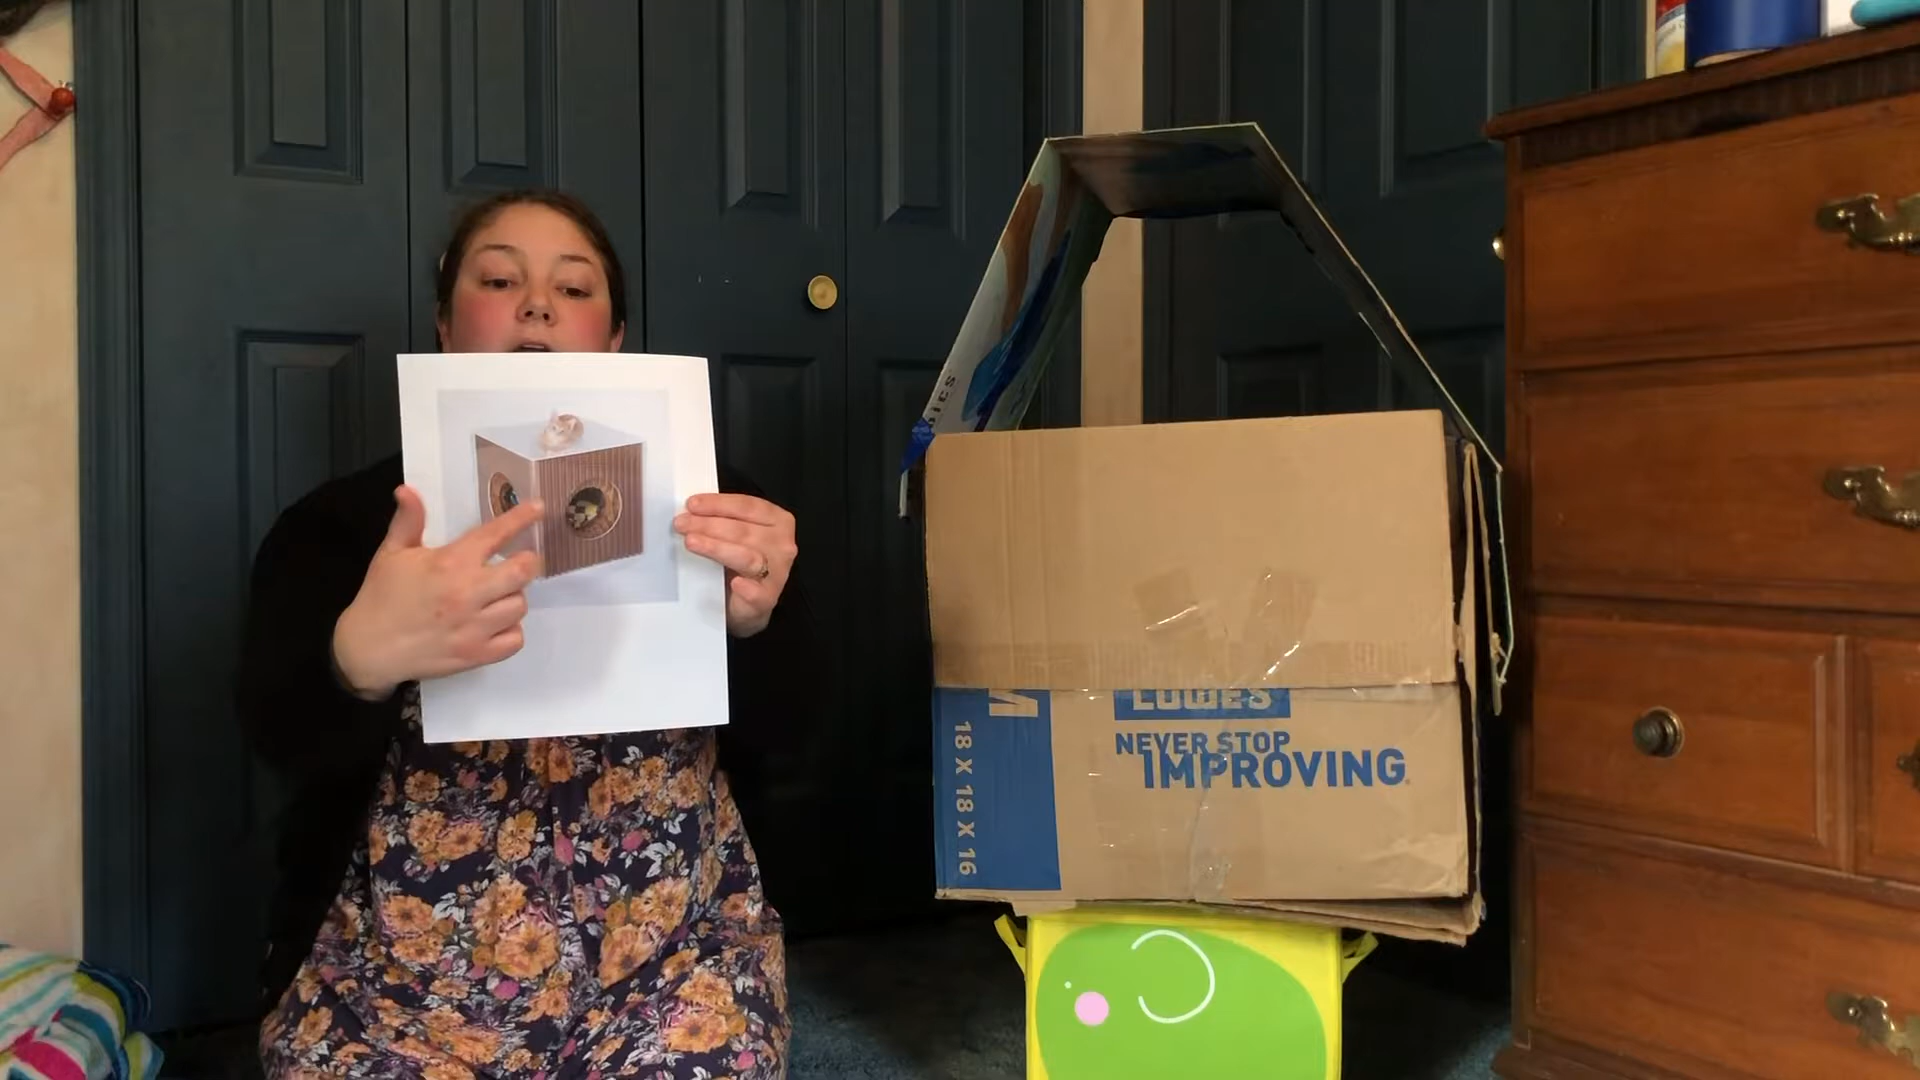 LOWES
NEVER STOP
IMPROVING
18 X 18 X 16